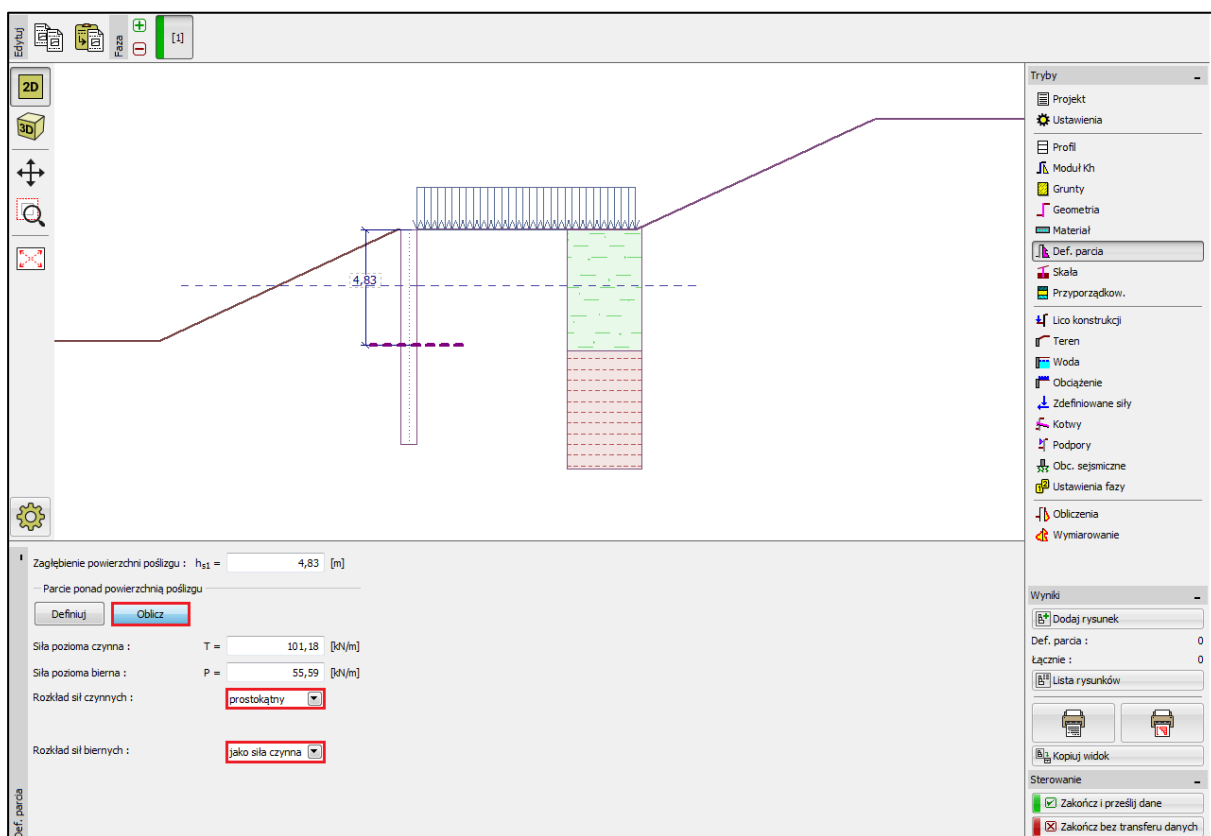 Edytuj
Faza
[1]
2D
3D
4,83
Tryby
Projekt
Ustawienia
Profil
Moduł Kh
Grunty
Geometria
Materiał
Def. parcia
Skała
Przyporządkow.
Lico konstrukcji
Teren
Woda
Obciążenie
Zdefiniowane siły
Kotwy
Podpory
Obc. sejsmiczne
Ustawienia fazy
Obliczenia
Wymiarowanie
Zagłębienie powierzchni poślizgu : hs1 = 4,83 [m]
Parcie ponad powierzchnią poślizgu
Definiuj Oblicz
Siła pozioma czynna : T = 101,18 [kN/m]
Siła pozioma bierna : P = 55,59 [kN/m]
Rozkład sił czynnych : prostokątny
Rozkład sił biernych : jako siła czynna
Def. parcia
Wyniki
Dodaj rysunek
Def. parcia : 0
Łącznie : 0
Lista rysunków
Kopiuj widok
Sterowanie
Zakończ i prześlij dane
Zakończ bez transferu danych